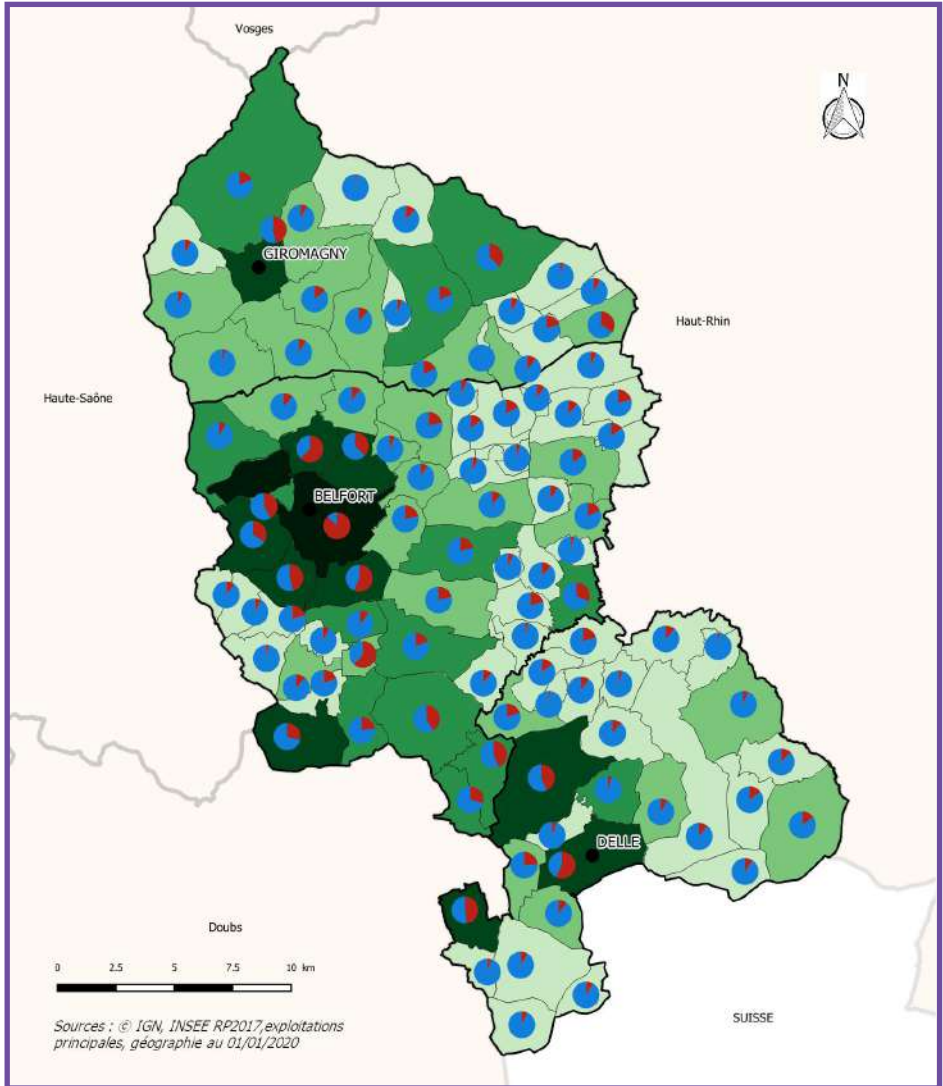 Vosges
N
GIROMAGNY
Haut-Rhin
Haute-Saône
BELFORT
DELLE
Doubs
0 2.5 5 7.5 10 km
SUISSE
Sources : © IGN, INSEE RP2017,exploitations
principales, géographie au 01/01/2020